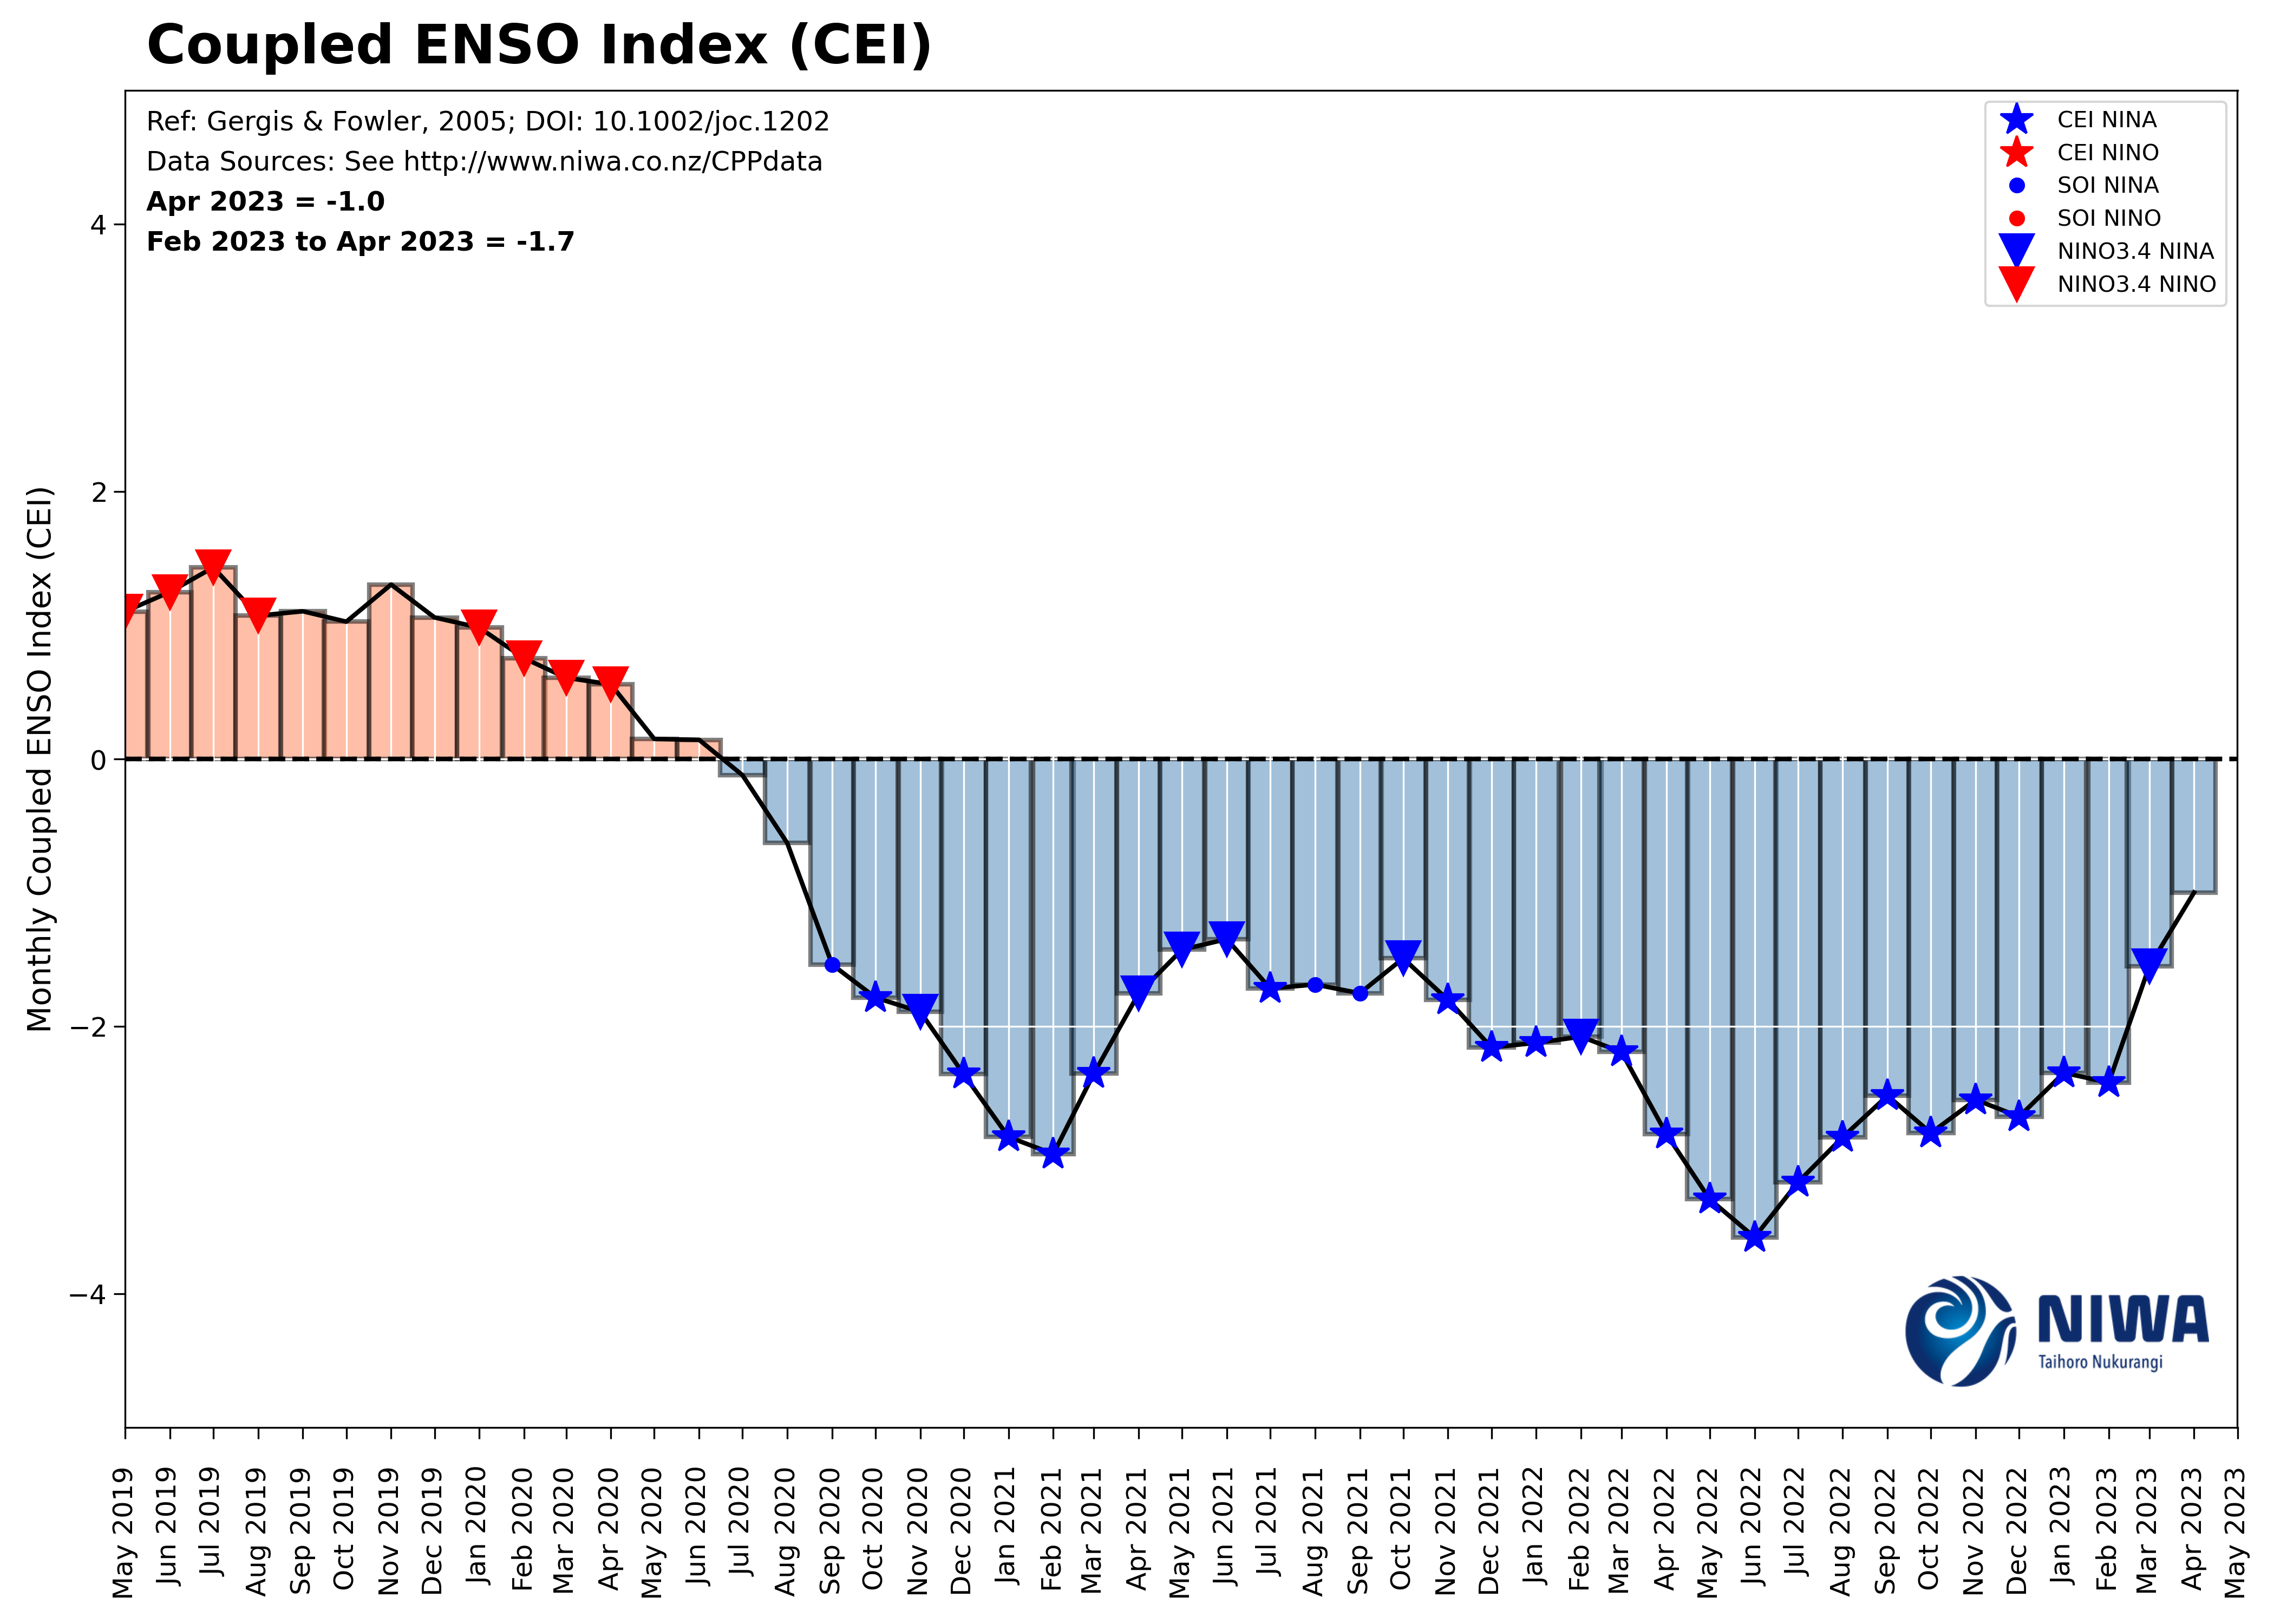 Coupled ENSO Index (CEI)
Ref: Gergis & Fowler, 2005; DOI: 10.1002/joc.1202
Data Sources: See http://www.niwa.co.nz/CPPdata
Apr 2023 = -1.0
Feb 2023 to Apr 2023 = -1.7
CEI NINA
CEI NINO
SOI NINA
SOI NINO
NINO3.4 NINA
NINO3.4 NINO
Monthly Coupled ENSO Index (CEI)
4
2
0
−2
−4
NIWA
Taihoro Nukurangi
May 2019
Jun 2019
Jul 2019
Aug 2019
Sep 2019
Oct 2019
Nov 2019
Dec 2019
Jan 2020
Feb 2020
Mar 2020
Apr 2020
May 2020
Jun 2020
Jul 2020
Aug 2020
Sep 2020
Oct 2020
Nov 2020
Dec 2020
Jan 2021
Feb 2021
Mar 2021
Apr 2021
May 2021
Jun 2021
Jul 2021
Aug 2021
Sep 2021
Oct 2021
Nov 2021
Dec 2021
Jan 2022
Feb 2022
Mar 2022
Apr 2022
May 2022
Jun 2022
Jul 2022
Aug 2022
Sep 2022
Oct 2022
Nov 2022
Dec 2022
Jan 2023
Feb 2023
Mar 2023
Apr 2023
May 2023